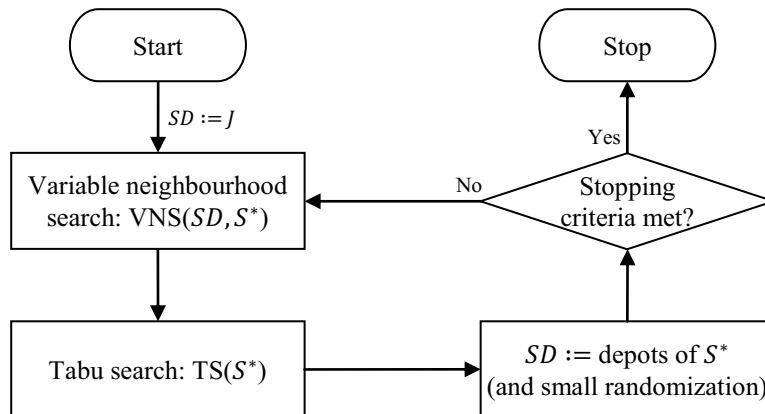 Start
Stop
SD := J
Yes
No
Variable neighbourhood
search: VNS(SD, S*)
Stopping
criteria met?
Tabu search: TS(S*)
SD := depots of S*
(and small randomization)